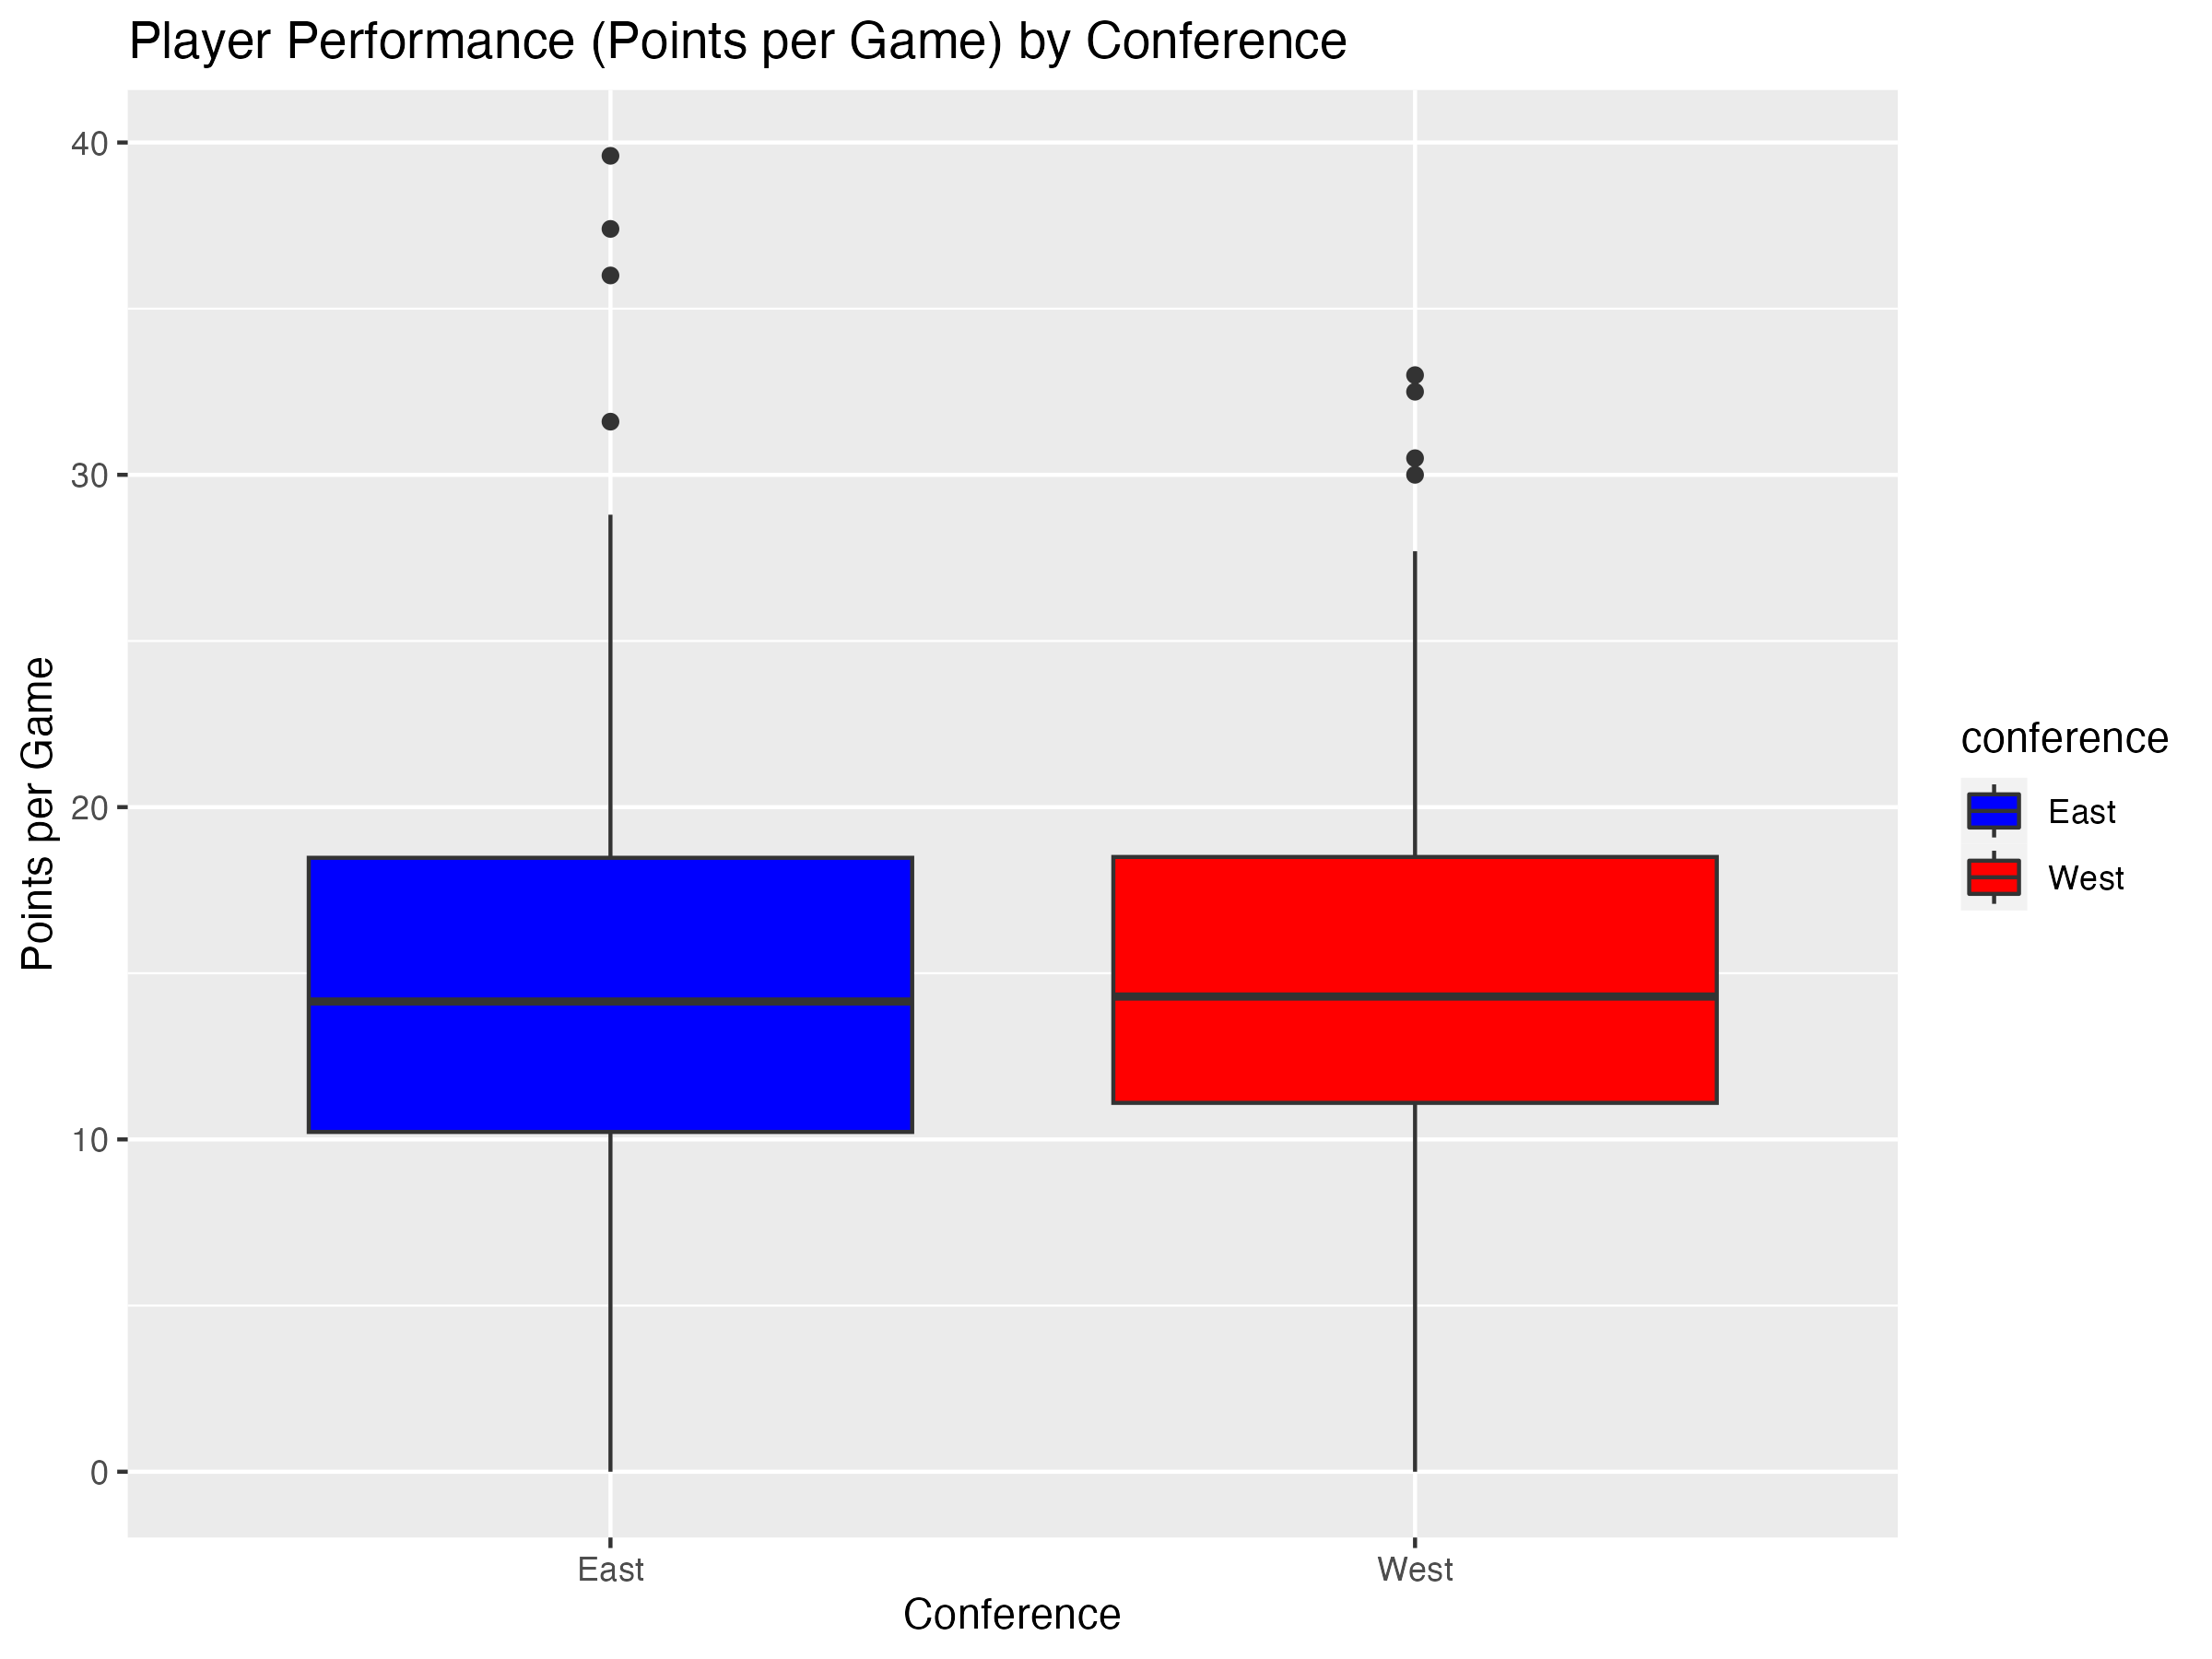 Player Performance (Points per Game) by Conference
Points per Game
40
30
20
10
0
East
West
Conference
conference
East
West